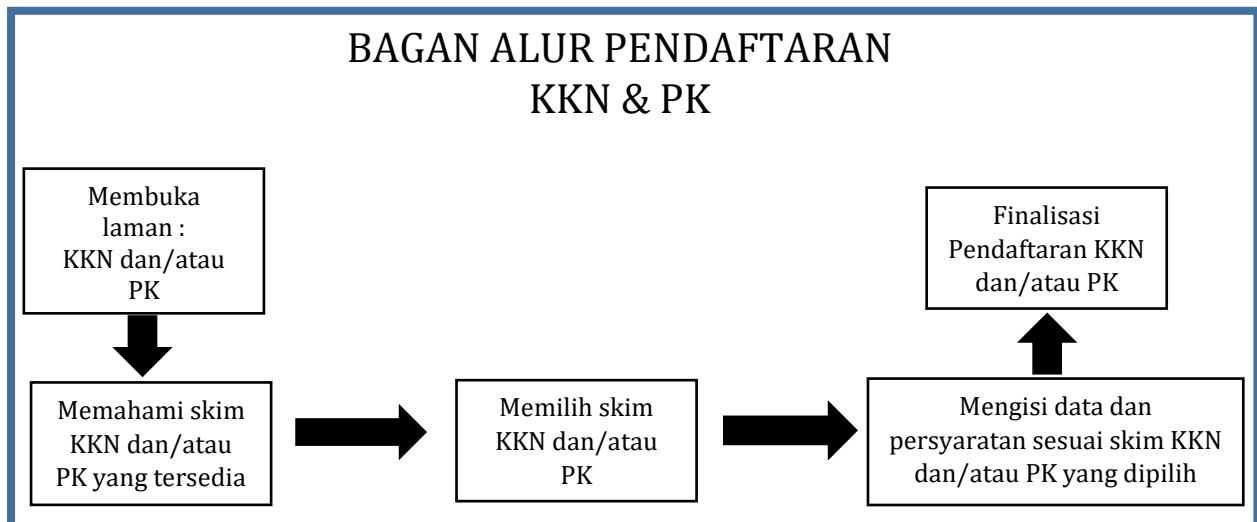 BAGAN ALUR PENDAFTARAN
KKN & PK
Membuka
laman :
KKN dan/atau
PK
Memahami skim
KKN dan/atau
PK yang tersedia
Memilih skim
KKN dan/atau
PK
Mengisi data dan
persyaratan sesuai skim KKN
dan/atau PK yang dipilih
Finalisasi
Pendaftaran KKN
dan/atau PK